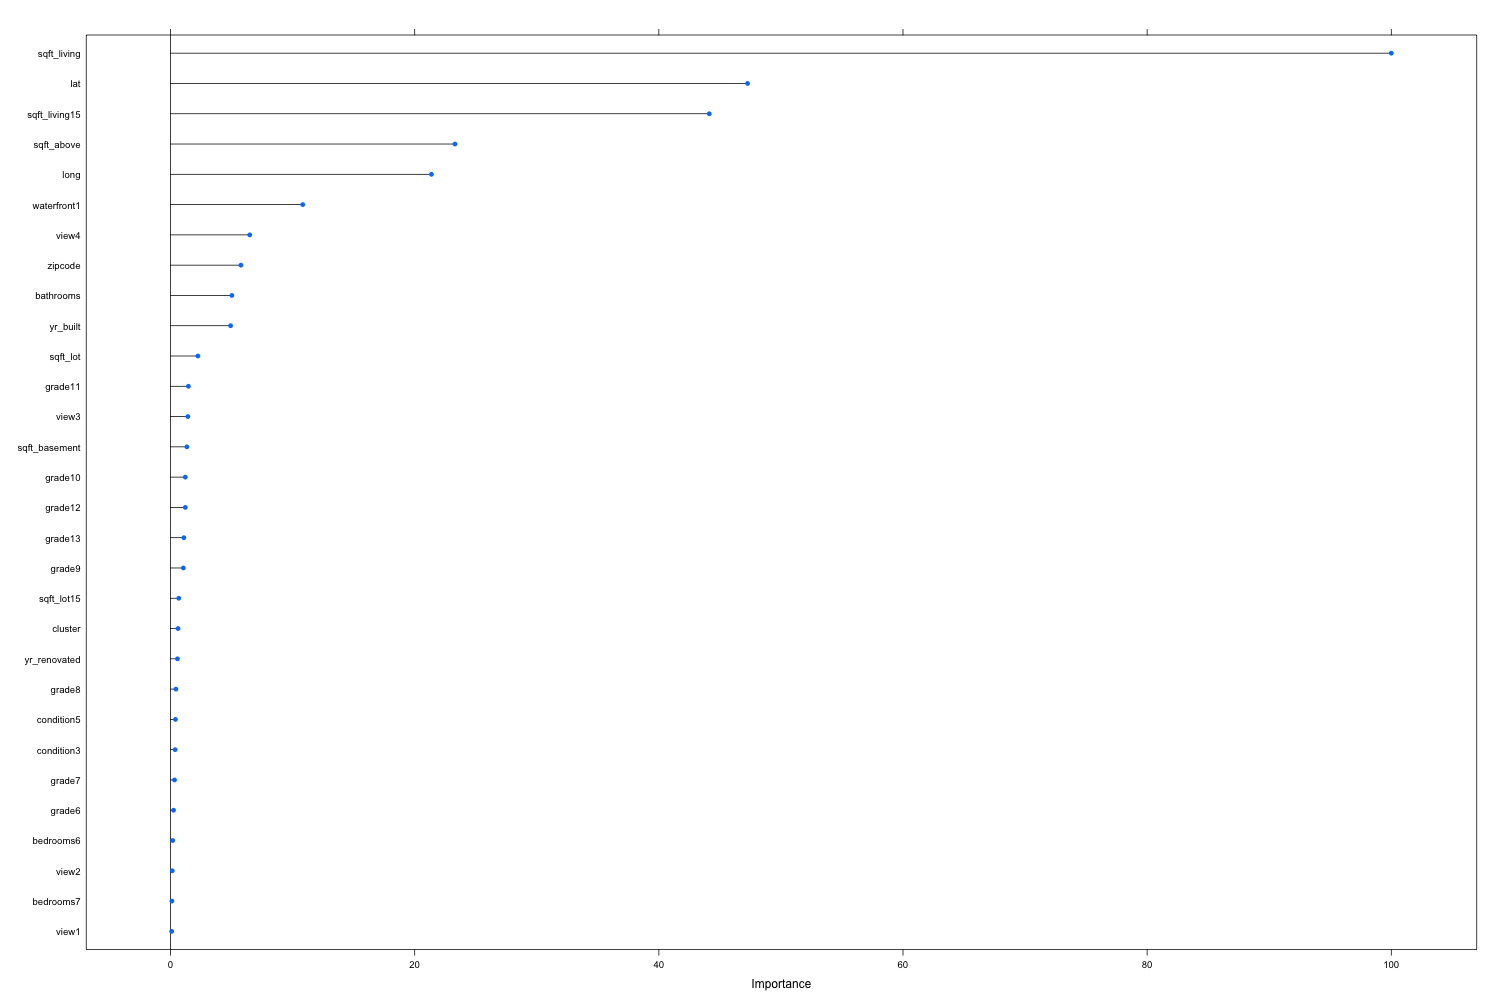 sqft_living
lat
sqft_living15
sqft_above
long
waterfront1
view4
zipcode
bathrooms
yr_built
sqft_lot
grade11
view3
sqft_basement
grade10
grade12
grade13
grade9
sqft_lot15
cluster
yr_renovated
grade8
condition5
condition3
grade7
grade6
bedrooms6
view2
bedrooms7
view1
0 20 40 60 80 100
Importance